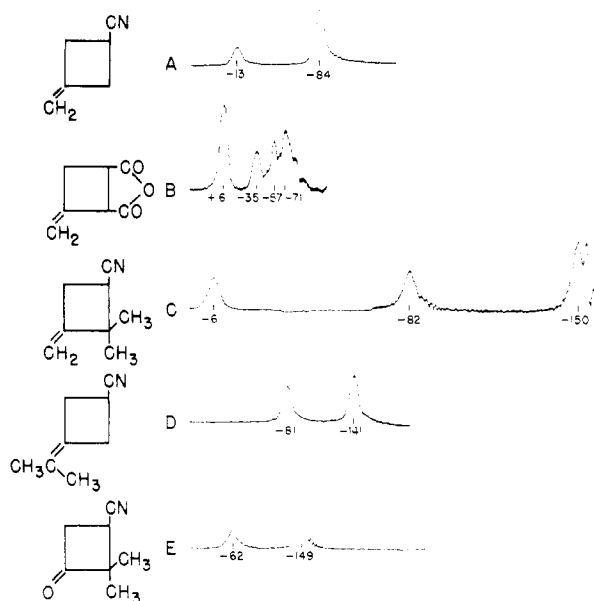 CN
A
-13
-84
CH2
CO
O
CO
B
+6
-35
-57
-71
CH2
CN
CH3
CH3
CH2
C
-6
-82
-150
CN
D
-81
-141
CH3
C
CH3
CN
E
-62
-149
CH3
CH3
O